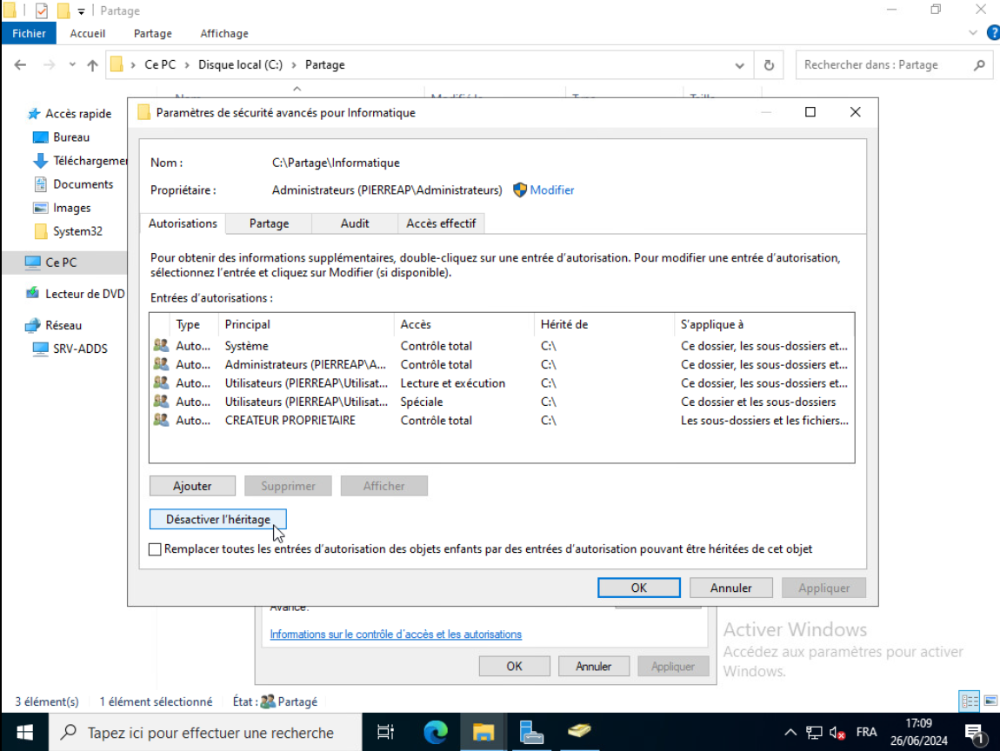 Partage
Fichier Accueil Partage Affichage
Ce PC Disque local (C:) Partage
Rechercher dans : Partage
Accès rapide
Bureau
Téléchargemen
Documents
Images
System32
Ce PC
Lecteur de DVD
Réseau
SRV-ADDS
Paramètres de sécurité avancés pour Informatique
Nom : C:\Partage\Informatique
Propriétaire : Administrateurs (PIERREAP\Administrateurs) Modifier
Autorisations Partage Audit Accès effectif
Pour obtenir des informations supplémentaires, double-cliquez sur une entrée d'autorisation. Pour modifier une entrée d'autorisation,
sélectionnez l'entrée et cliquez sur Modifier (si disponible).
Entrées d'autorisations :
Type Principal Accès Hérité de S'applique à
Auto... Système Contrôle total C:\ Ce dossier, les sous-dossiers et...
Auto... Administrateurs (PIERREAP\A... Contrôle total C:\ Ce dossier, les sous-dossiers et...
Auto... Utilisateurs (PIERREAP\Utilisat... Lecture et exécution C:\ Ce dossier, les sous-dossiers et...
Auto... Utilisateurs (PIERREAP\Utilisat... Spéciale C:\ Ce dossier et les sous-dossiers
Auto... CREATEUR PROPRIETAIRE Contrôle total C:\ Les sous-dossiers et les fichiers...
Ajouter Supprimer Afficher
Désactiver l'héritage
Remplacer toutes les entrées d'autorisation des objets enfants par des entrées d'autorisation pouvant être héritées de cet objet
OK Annuler Appliquer
Informations sur le contrôle d'accès et les autorisations
OK Annuler Appliquer
Activer Windows
Accédez aux paramètres pour activer
Windows.
3 élément(s) 1 élément sélectionné État : Partagé
Tapez ici pour effectuer une recherche
FRA
17:09
26/06/2024
1